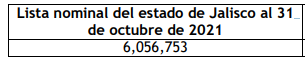 Lista nominal del estado de Jalisco al 31
de octubre de 2021
6,056,753